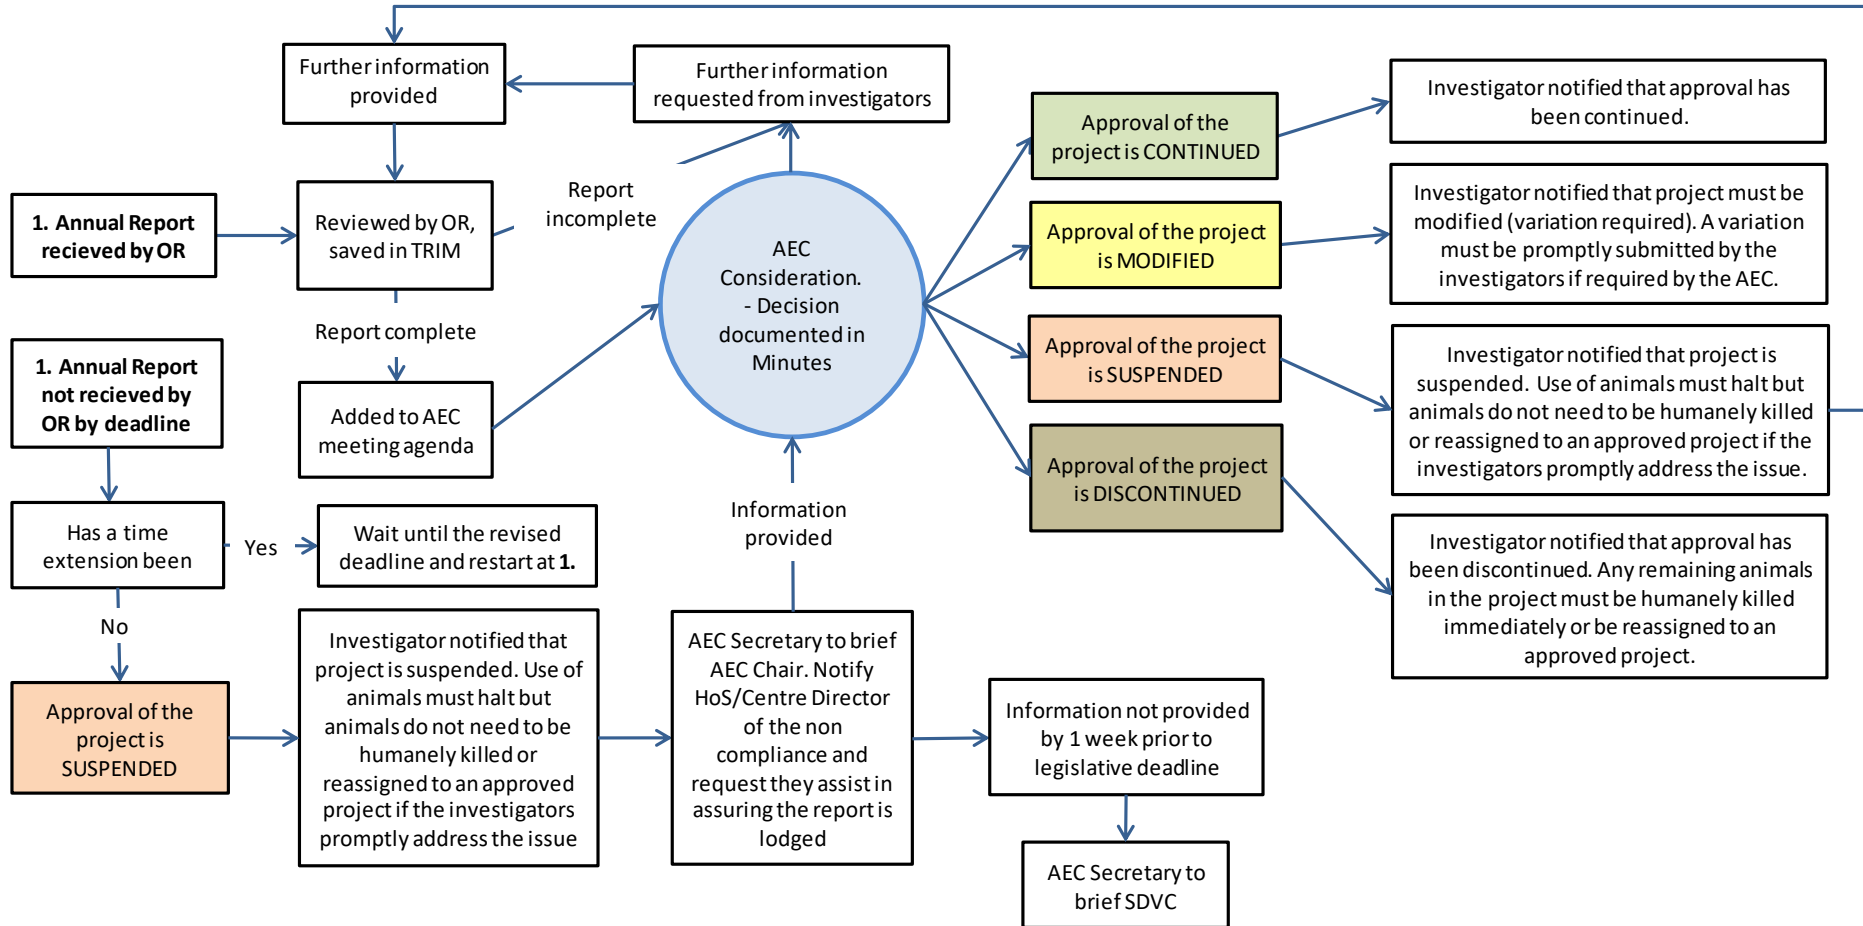 Further information
provided
Further information
requested from investigators
Approval of the
project is CONTINUED
Investigator notified that approval has
been continued.
1. Annual Report
recieved by OR
Reviewed by OR,
saved in TRIM
Report
incomplete
AEC
Consideration.
- Decision
documented in
Minutes
Approval of the project
is MODIFIED
Investigator notified that project must be
modified (variation required). A variation
must be promptly submitted by the
investigators if required by the AEC.
Report complete
1. Annual Report
not recieved by
OR by deadline
Added to AEC
meeting agenda
Approval of the project
is SUSPENDED
Investigator notified that project is
suspended. Use of animals must halt but
animals do not need to be humanely killed
or reassigned to an approved project if the
investigators promptly address the issue.
Approval of the project
is DISCONTINUED
Has a time
extension been
Yes
Wait until the revised
deadline and restart at 1.
Information
provided
Investigator notified that approval has
been discontinued. Any remaining animals
in the project must be humanely killed
immediately or be reassigned to an
approved project.
No
Approval of the
project is
SUSPENDED
Investigator notified that
project is suspended. Use of
animals must halt but
animals do not need to be
humanely killed or
reassigned to an approved
project if the investigators
promptly address the issue
AEC Secretary to brief
AEC Chair. Notify
HoS/Centre Director
of the non
compliance and
request they assist in
assuring the report is
lodged
Information not provided
by 1 week prior to
legislative deadline
AEC Secretary to
brief SDVC